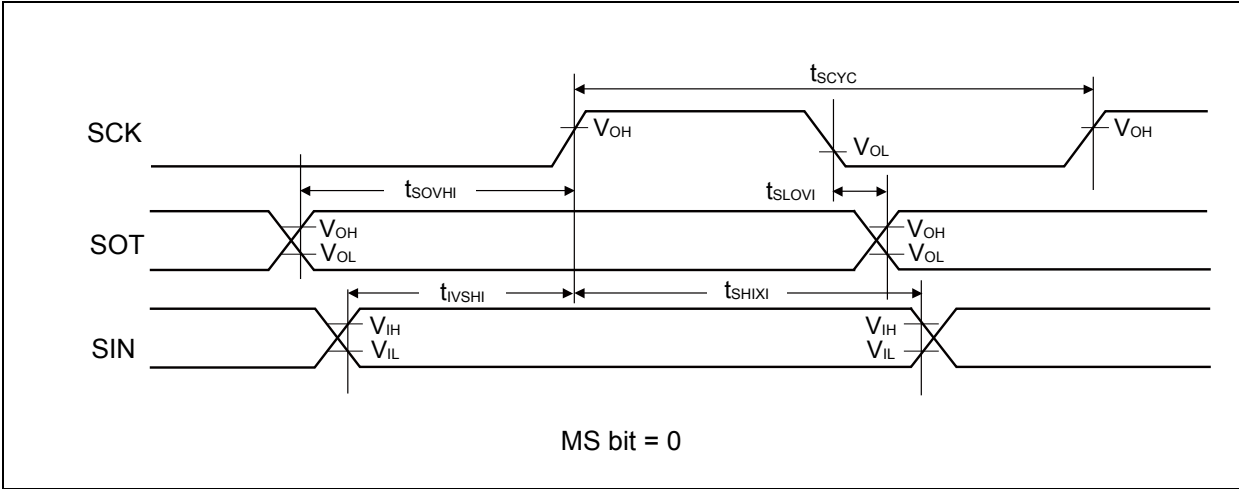 tSCYC
SCK
VOH
VOL
VOH
tSOVHI
tSLOVI
SOT
VOH
VOL
VOH
VOL
tIVSHI
tSHIXI
SIN
VIH
VIL
VIH
VIL
MS bit = 0